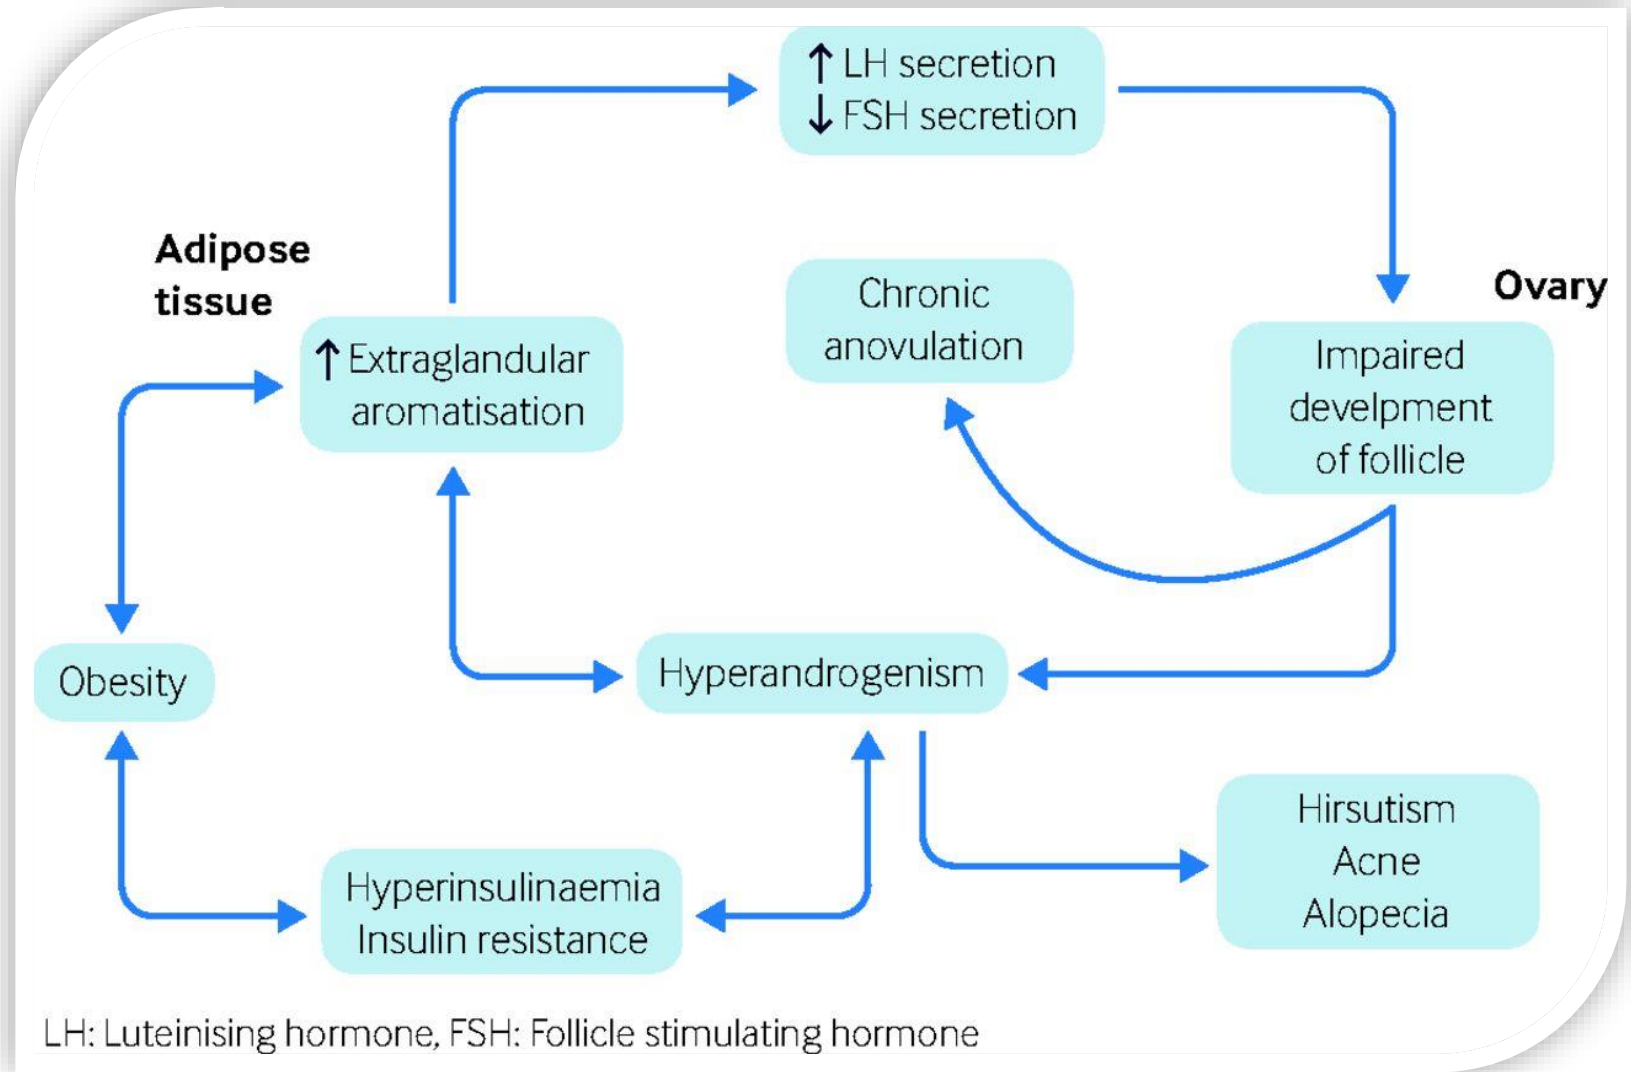 ↑ LH secretion
↓ FSH secretion
Adipose
tissue
↑ Extraglandular
aromatisation
Chronic
anovulation
Ovary
Impaired
develpment
of follicle
Obesity
Hyperandrogenism
Hyperinsulinaemia
Insulin resistance
Hirsutism
Acne
Alopecia
LH: Luteinising hormone, FSH: Follicle stimulating hormone